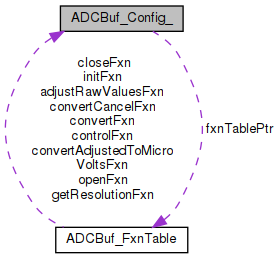 ADCBuf_Config_
closeFxn
initFxn
adjustRawValuesFxn
convertCancelFxn
convertFxn
controlFxn
convertAdjustedToMicro
VoltsFxn
openFxn
getResolutionFxn
fxnTablePtr
ADCBuf_FxnTable